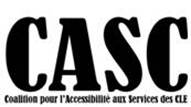 CASC
Coalition pour l'Accessibilité aux Services des CLE